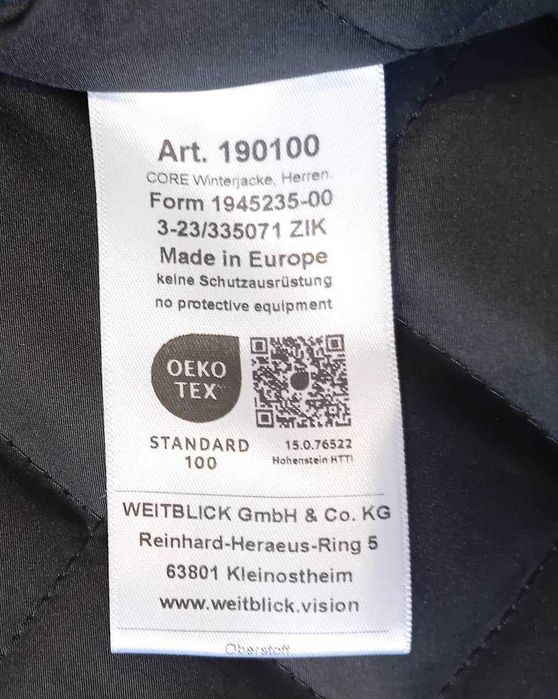 Art. 190100
CORE Winterjacke, Herren.
Form 1945235-00
3-23/335071 ZIK
Made in Europe
keine Schutzausrüstung
no protective equipment
OEKO
TEX
STANDARD
100
15.0.76522
Hohenstein HTTI
WEITBLICK GmbH & Co. KG
Reinhard-Heraeus-Ring 5
63801 Kleinostheim
www.weitblick.vision
Oberstoff